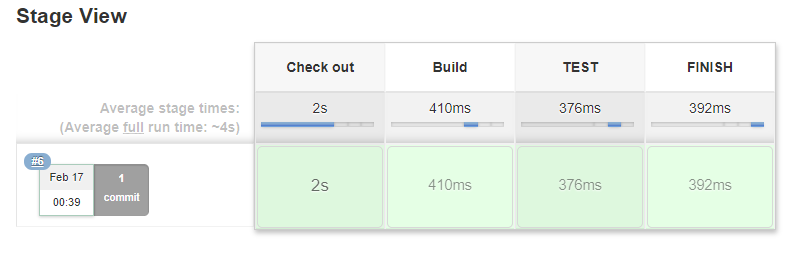 Stage View
Check out Build TEST FINISH
Average stage times: 2s 410ms 376ms 392ms
(Average full run time: ~4s)
#6
Feb 17 1
00:39 commit
2s 410ms 376ms 392ms